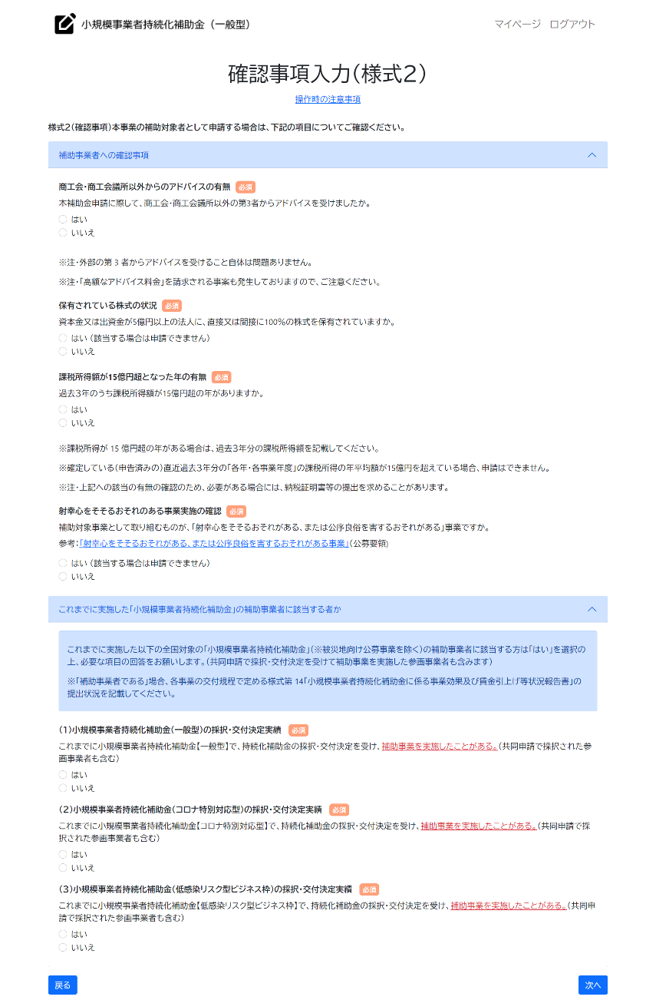 小規模事業者持続化補助金（一般型）
マイページ ログアウト
確認事項入力（様式２）
操作時の注意事項
様式２（確認事項）本事業の補助対象者として申請する場合は、下記の項目についてご確認ください。
補助事業者への確認事項
商工会・商工会議所以外からのアドバイスの有無 必須
本補助金申請に際して、商工会・商工会議所以外の第3者からアドバイスを受けましたか。
はい
いいえ
※注・外部の第 3 者からアドバイスを受けること自体は問題ありません。
※注・「高額なアドバイス料金」を請求される事案も発生しておりますので、ご注意ください。
保有されている株式の状況 必須
資本金又は出資金が5億円以上の法人に、直接又は間接に100％の株式を保有されていますか。
はい （該当する場合は申請できません）
いいえ
課税所得額が15億円超となった年の有無 必須
過去３年のうち課税所得額が15億円超の年がありますか。
はい
いいえ
※課税所得が 15 億円超の年がある場合は、過去３年分の課税所得額を記載してください。
※確定している（申告済みの）直近過去３年分の「各年・各事業年度」の課税所得の年平均額が15億円を超えている場合、申請はできません。
※注・上記への該当の有無の確認のため、必要がある場合には、納税証明書等の提出を求めることがあります。
射幸心をそそるおそれのある事業実施の確認 必須
補助対象事業として取り組むものが、「射幸心をそそるおそれがある、または公序良俗を害するおそれがある」事業ですか。
参考：「射幸心をそそるおそれがある、または公序良俗を害するおそれがある事業」（公募要領)
はい （該当する場合は申請できません）
いいえ
これまでに実施した「小規模事業者持続化補助金」の補助事業者に該当する者か
これまでに実施した以下の全国対象の「小規模事業者持続化補助金」（※被災地向け公募事業を除く）の補助事業者に該当する方は「はい」を選択の
上、必要な項目の回答をお願いします。（共同申請で採択・交付決定を受けて補助事業を実施した参画事業者も含みます）
※「補助事業者である」場合、各事業の交付規程で定める様式第 14「小規模事業者持続化補助金に係る事業効果及び賃金引上げ等状況報告書」の
提出状況を記載してください。
（１）小規模事業者持続化補助金（一般型）の採択・交付決定実績 必須
これまでに小規模事業者持続化補助金【一般型】で、持続化補助金の採択・交付決定を受け、補助事業を実施したことがある。（共同申請で採択された参
画事業者も含む）
はい
いいえ
（２）小規模事業者持続化補助金（コロナ特別対応型）の採択・交付決定実績 必須
これまでに小規模事業者持続化補助金【コロナ特別対応型】で、持続化補助金の採択・交付決定を受け、補助事業を実施したことがある。（共同申請で採
択された参画事業者も含む）
はい
いいえ
（３）小規模事業者持続化補助金（低感染リスク型ビジネス枠）の採択・交付決定実績 必須
これまでに小規模事業者持続化補助金【低感染リスク型ビジネス枠】で、持続化補助金の採択・交付決定を受け、補助事業を実施したことがある。（共同申
請で採択された参画事業者も含む）
はい
いいえ
戻る 次へ